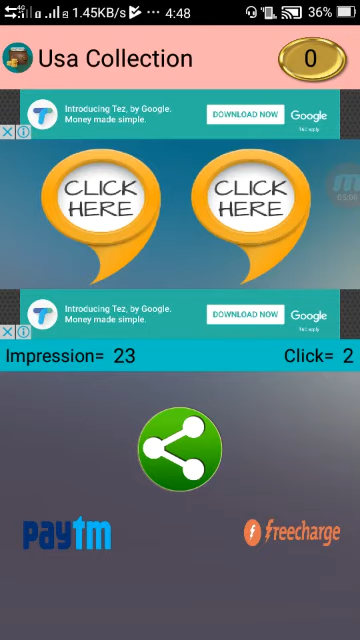 1.45KB/s ... 4:48 36%
Usa Collection 0
Introducing Tez, by Google.
Money made simple.
DOWNLOAD NOW
Google
CLICK
HERE
CLICK
HERE
Introducing Tez, by Google.
Money made simple.
DOWNLOAD NOW
Google
Impression= 23 Click= 2
paytm
freecharge